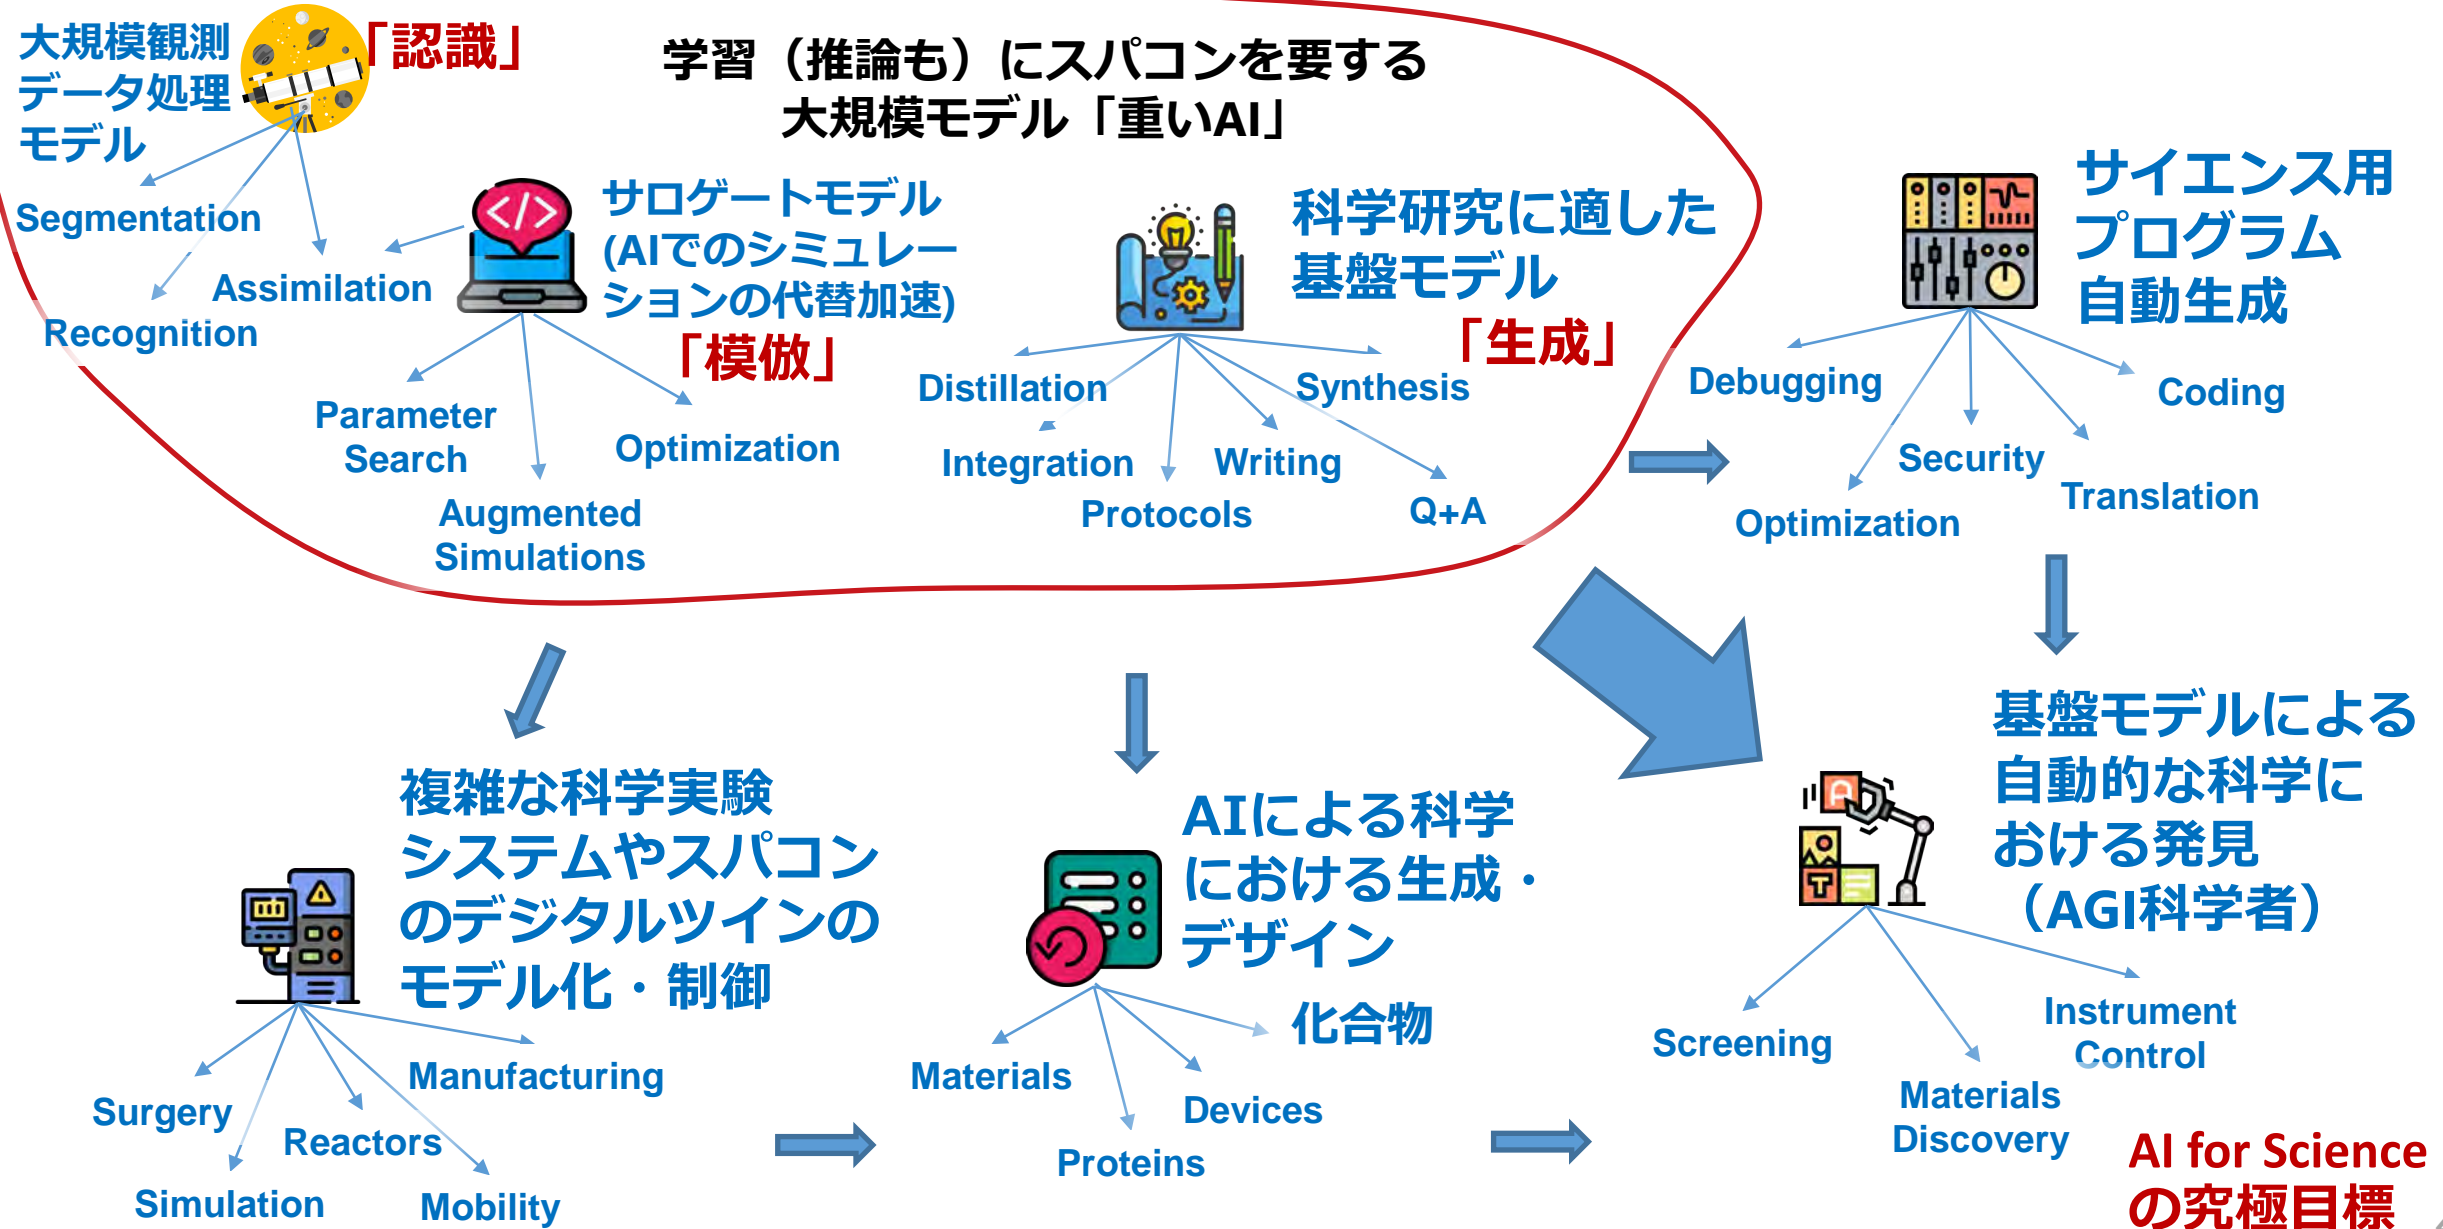 大規模観測
データ処理
モデル
「認識」
学習（推論も）にスパコンを要する
大規模モデル「重いAI」
Segmentation
Assimilation
Recognition
サロゲートモデル
(AIでのシミュレー
ションの代替加速)
「模倣」
Parameter
Search
Optimization
Augmented
Simulations
科学研究に適した
基盤モデル
「生成」
Distillation
Synthesis
Integration
Writing
Protocols
Q+A
サイエンス用
プログラム
自動生成
Debugging
Coding
Security
Translation
Optimization
複雑な科学実験
システムやスパコン
のデジタルツインの
モデル化・制御
Manufacturing
Surgery
Reactors
Simulation
Mobility
AIによる科学
における生成・
デザイン
化合物
Materials
Devices
Proteins
基盤モデルによる
自動的な科学に
おける発見
（AGI科学者）
A
T
Screening
Instrument
Control
Materials
Discovery
AI for Science
の究極目標